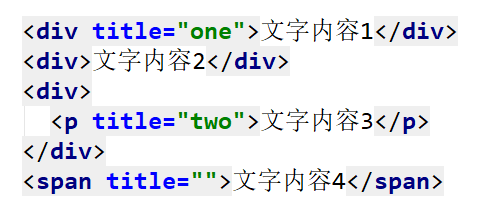 <div title="one">文字内容1</div>
<div>文字内容2</div>
<div>
  <p title="two">文字内容3</p>
</div>
<span title="">文字内容4</span>